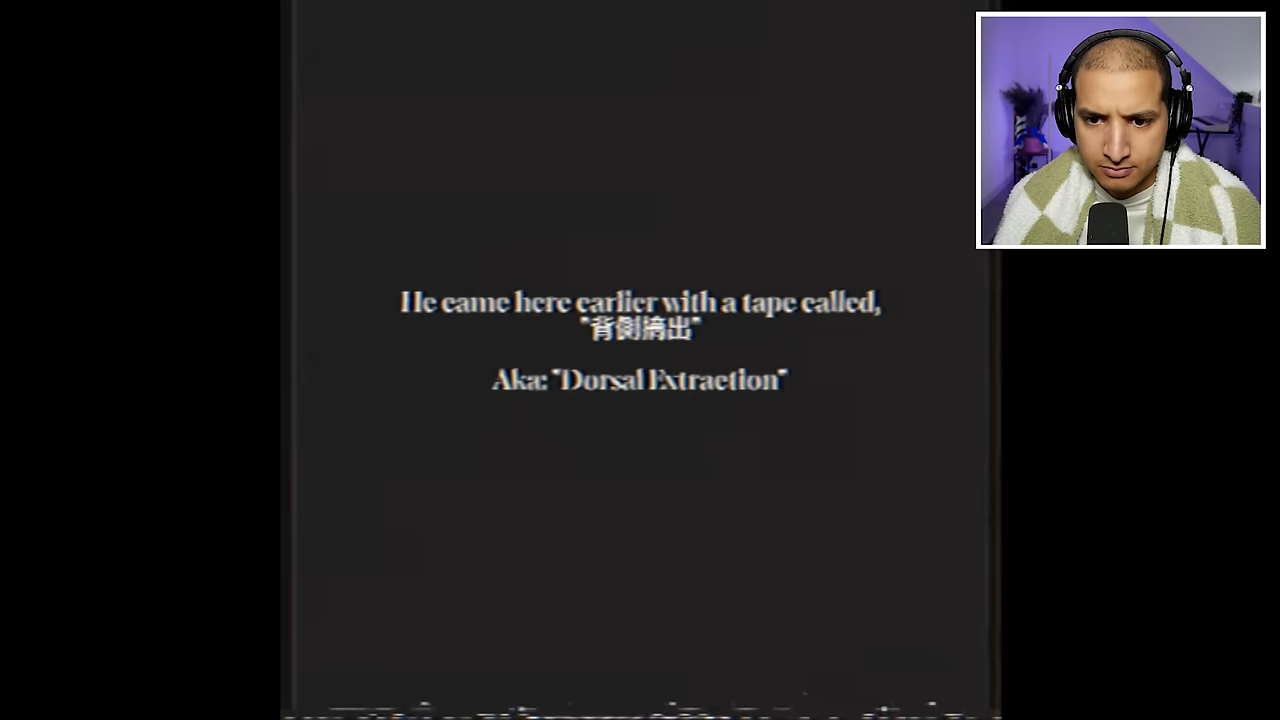 He came here earlier with a tape called,
"背側摘出"
Aka: "Dorsal Extraction"